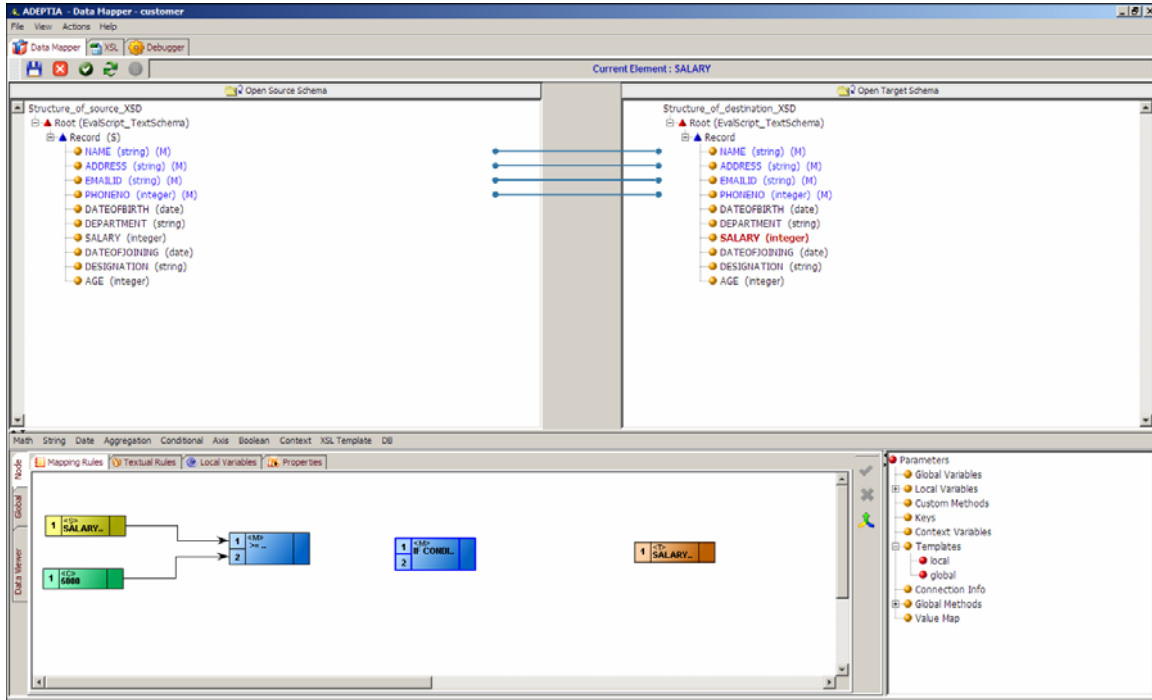 ADEPTIA - Data Mapper - customer
File View Actions Help
Data Mapper XSL Debugger
Current Element : SALARY
Open Source Schema Open Target Schema
Structure_of_source_XSD
Root (EvalScript_TextSchema)
Record (S)
NAME (string) (M)
ADDRESS (string) (M)
EMAILID (string) (M)
PHONENO (integer) (M)
DATEOFBIRTH (date)
DEPARTMENT (string)
SALARY (integer)
DATEOFJOINING (date)
DESIGNATION (string)
AGE (integer)
Structure_of_destination_XSD
Root (EvalScript_TextSchema)
Record
NAME (string) (M)
ADDRESS (string) (M)
EMAILID (string) (M)
PHONENO (integer) (M)
DATEOFBIRTH (date)
DEPARTMENT (string)
SALARY (integer)
DATEOFJOINING (date)
DESIGNATION (string)
AGE (integer)
Math String Date Aggregation Conditional Axis Boolean Context XSL Template DB
Node
Global
Data Viewer
Mapping Rules Textual Rules Local Variables Properties
1 <S> SALARY..
1 <C> 6000
1 <M> >= ..
2
1 <M> IF CONDI..
2
1 <T> SALARY..
Parameters
Global Variables
Local Variables
Custom Methods
Keys
Context Variables
Templates
local
global
Connection Info
Global Methods
Value Map